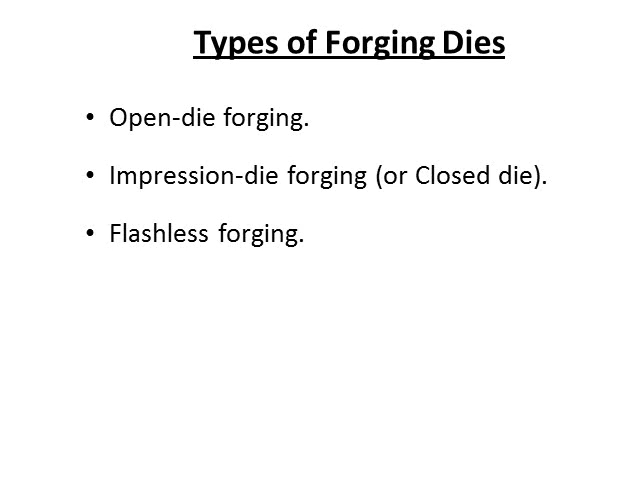 Types of Forging Dies
• Open-die forging.
• Impression-die forging (or Closed die).
• Flashless forging.